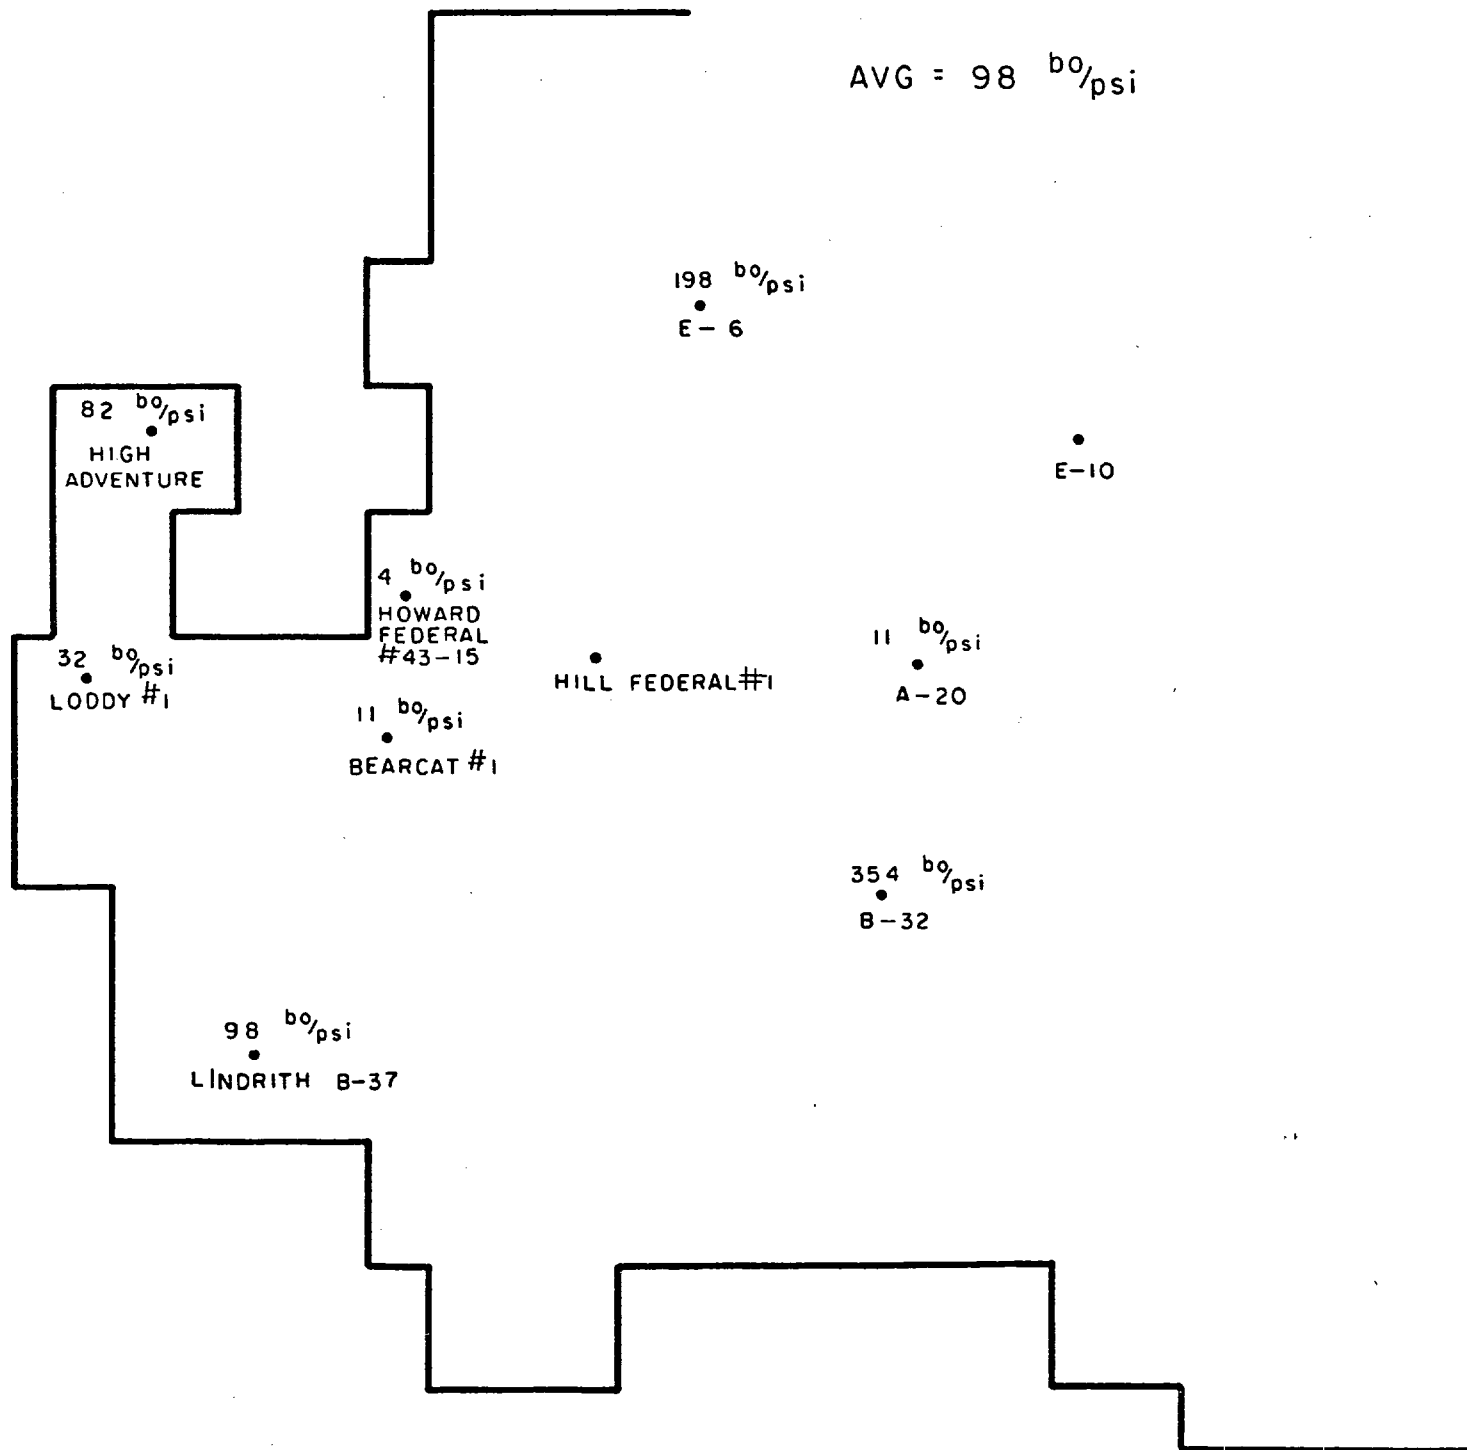 AVG = 98 bo/psi
198 bo/psi
E-6
82 bo/psi
HIGH
ADVENTURE
E-10
4 bo/psi
HOWARD
FEDERAL
#43-15
11 bo/psi
A-20
32 bo/psi
LODDY #1
HILL FEDERAL #1
11 bo/psi
BEARCAT #1
354 bo/psi
B-32
98 bo/psi
LINDRITH B-37